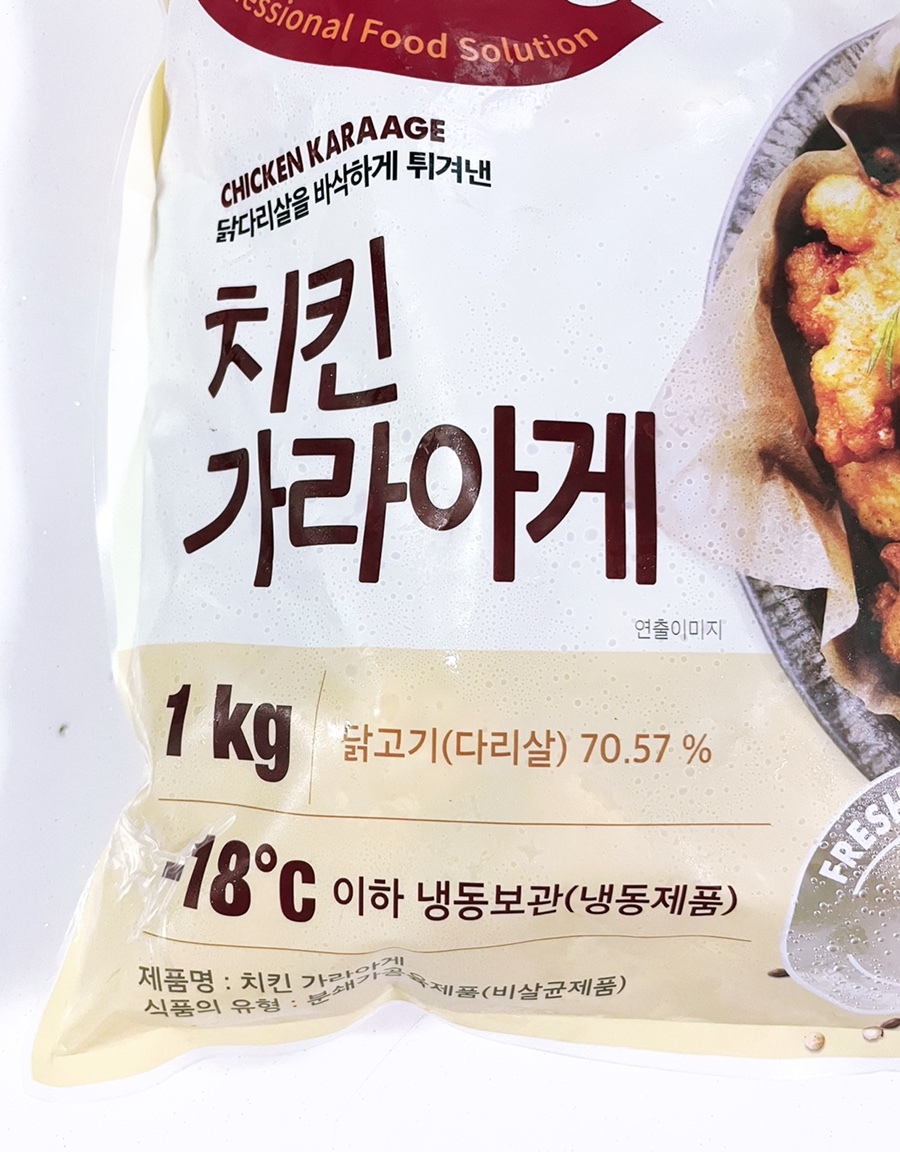 essional Food Solution
CHICKEN KARAAGE
닭다리살을 바삭하게 튀겨낸
치킨
가라아게
연출이미지
1 kg
닭고기(다리살) 70.57 %
-18°C 이하 냉동보관(냉동제품)
제품명 : 치킨 가라아게
식품의 유형 : 분쇄가공육제품(비살균제품)
FRESH